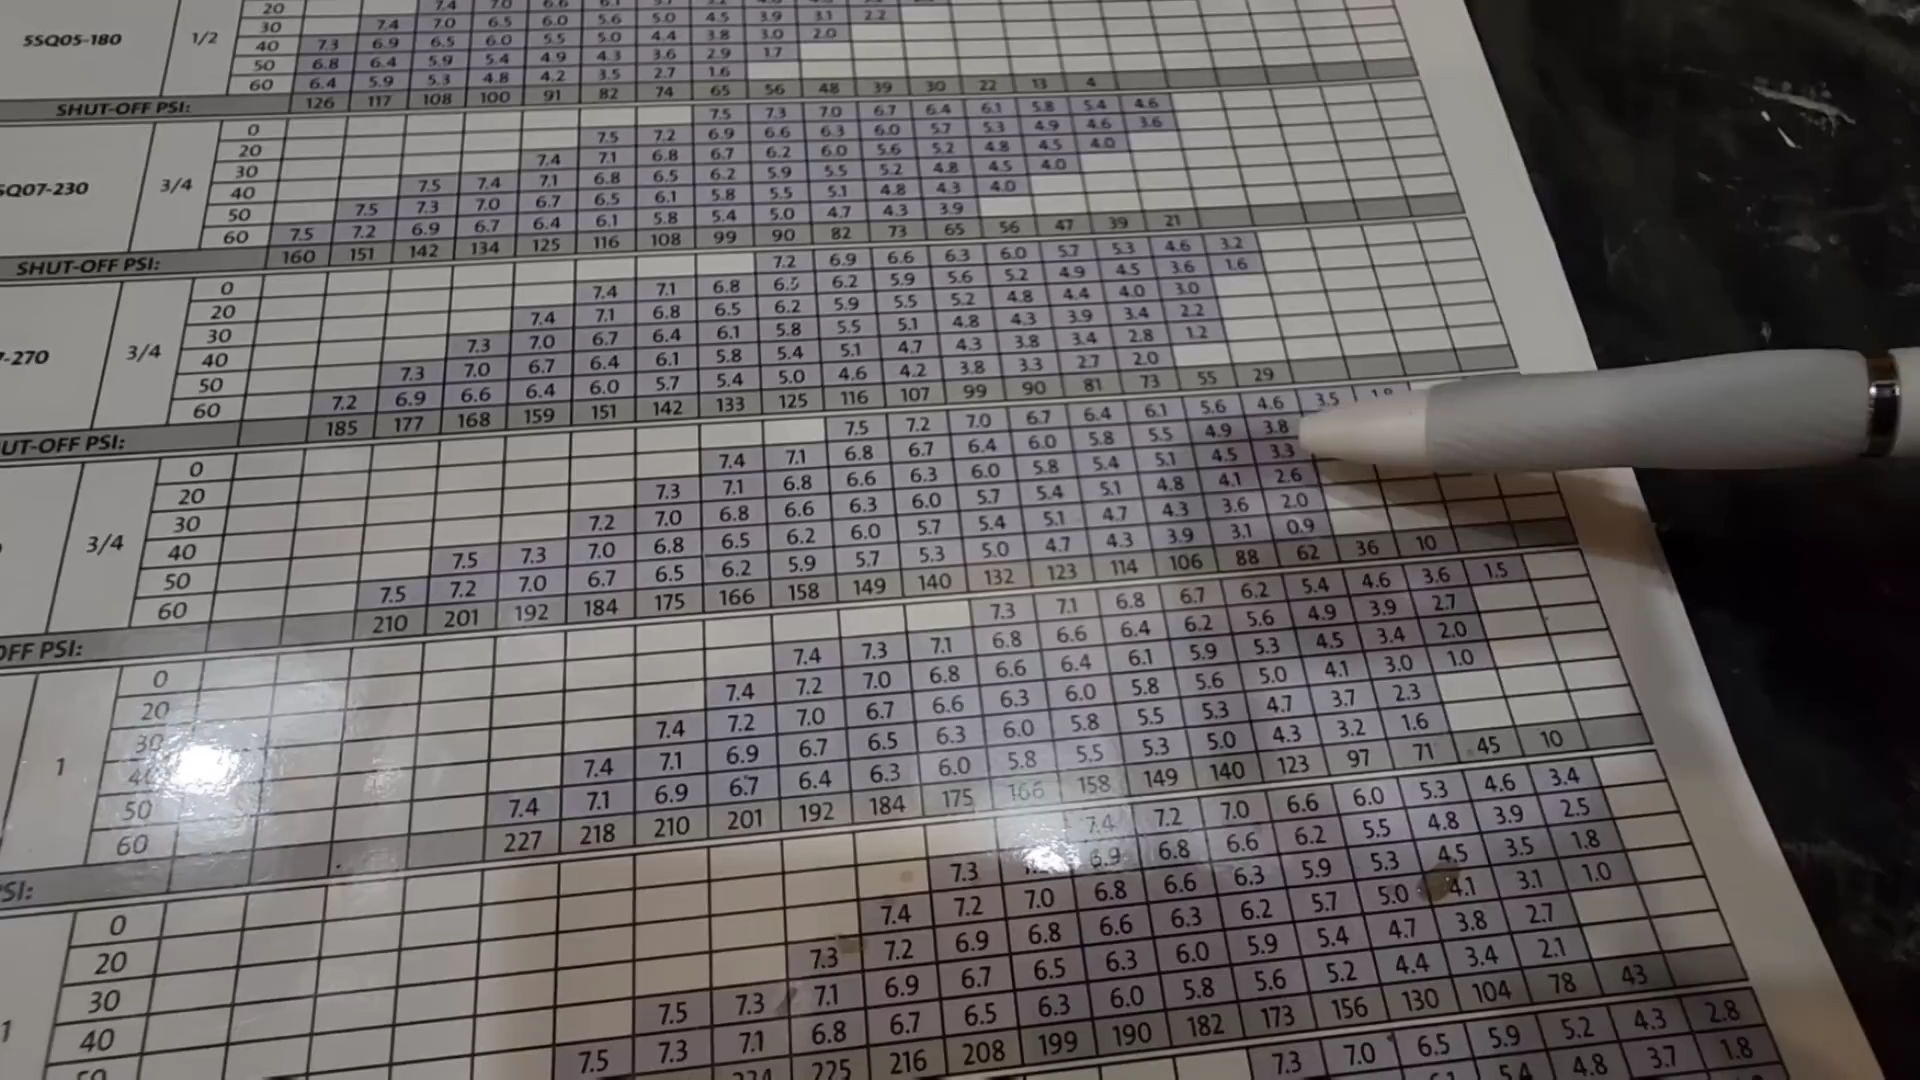 5SQ05-180 1/2
20 7.4 7.0
30 7.4 7.0 6.5 6.0 5.6 5.0 4.5 3.9 3.1 2.2
40 7.3 6.9 6.5 6.0 5.5 5.0 4.4 3.8 3.0 2.0
50 6.8 6.4 5.9 5.4 4.9 4.3 3.6 2.9 1.7
60 6.4 5.9 5.3 4.8 4.2 3.5 2.7 1.6
SHUT-OFF PSI: 126 117 108 100 91 82 74 65 56 48 39 30 22 13 4
SQ07-230 3/4
0 7.5 7.3 7.0 6.7 6.4 6.1 5.8 5.4 4.6
20 7.5 7.2 6.9 6.6 6.3 6.0 5.7 5.3 4.9 4.6 3.6
30 7.4 7.1 6.8 6.7 6.2 6.0 5.6 5.2 4.8 4.5 4.0
40 7.5 7.4 7.1 6.8 6.5 6.2 5.9 5.5 5.2 4.8 4.5 4.0
50 7.5 7.3 7.0 6.7 6.5 6.1 5.8 5.5 5.1 4.8 4.3 4.0
60 7.5 7.2 6.9 6.7 6.4 6.1 5.8 5.4 5.0 4.7 4.3 3.9
SHUT-OFF PSI: 160 151 142 134 125 116 108 99 90 82 73 65 56 47 39 21
7-270 3/4
0 7.2 6.9 6.6 6.3 6.0 5.7 5.3 4.6 3.2
20 7.4 7.1 6.8 6.5 6.2 5.9 5.6 5.2 4.9 4.5 3.6 1.6
30 7.4 7.1 6.8 6.5 6.2 5.9 5.5 5.2 4.8 4.4 4.0 3.0
40 7.3 7.0 6.7 6.4 6.1 5.8 5.5 5.1 4.8 4.3 3.9 3.4 2.2
50 7.3 7.0 6.7 6.4 6.1 5.8 5.4 5.1 4.7 4.3 3.8 3.4 2.8 1.2
60 7.2 6.9 6.6 6.4 6.0 5.7 5.4 5.0 4.6 4.2 3.8 3.3 2.7 2.0
UT-OFF PSI: 185 177 168 159 151 142 133 125 116 107 99 90 81 73 55 29
3/4
0 7.5 7.2 7.0 6.7 6.4 6.1 5.6 4.6 3.5
20 7.4 7.1 6.8 6.7 6.4 6.0 5.8 5.5 4.9 3.8
30 7.3 7.1 6.8 6.6 6.3 6.0 5.8 5.4 5.1 4.5 3.3
40 7.2 7.0 6.8 6.6 6.3 6.0 5.7 5.4 5.1 4.8 4.1 2.6
50 7.5 7.3 7.0 6.8 6.5 6.2 6.0 5.7 5.4 5.1 4.7 4.3 3.6 2.0
60 7.5 7.2 7.0 6.7 6.5 6.2 5.9 5.7 5.3 5.0 4.7 4.3 3.9 3.1 0.9
OFF PSI: 210 201 192 184 175 166 158 149 140 132 123 114 106 88 62 36 10
1
0 7.3 7.1 6.8 6.7 6.2 5.4 4.6 3.6 1.5
20 7.4 7.3 7.1 6.8 6.6 6.4 6.2 5.6 4.9 3.9 2.7
30 7.4 7.2 7.0 6.8 6.6 6.4 6.1 5.9 5.3 4.5 3.4 2.0
7.4 7.2 7.0 6.7 6.6 6.3 6.0 5.8 5.6 5.0 4.1 3.0 1.0
50 7.4 7.1 6.9 6.7 6.5 6.3 6.0 5.8 5.5 5.3 4.7 3.7 2.3
60 7.4 7.1 6.9 6.7 6.4 6.3 6.0 5.8 5.5 5.3 5.0 4.3 3.2 1.6
PSI: 227 218 210 201 192 184 175 166 158 149 140 123 97 71 45 10
1
0 7.4 7.2 7.0 6.6 6.0 5.3 4.6 3.4
20 7.3 6.9 6.8 6.6 6.2 5.5 4.8 3.9 2.5
30 7.4 7.2 7.0 6.8 6.6 6.3 5.9 5.3 4.5 3.5 1.8
40 7.3 7.2 6.9 6.8 6.6 6.3 6.2 5.7 5.0 4.1 3.1 1.0
7.5 7.3 7.1 6.9 6.7 6.5 6.3 6.0 5.9 5.4 4.7 3.8 2.7
7.5 7.3 7.1 6.8 6.7 6.5 6.3 6.0 5.8 5.6 5.2 4.4 3.4 2.1
225 216 208 199 190 182 173 156 130 104 78 43
7.3 7.0 6.5 5.9 5.2 4.3 2.8
5.4 4.8 3.7 1.8